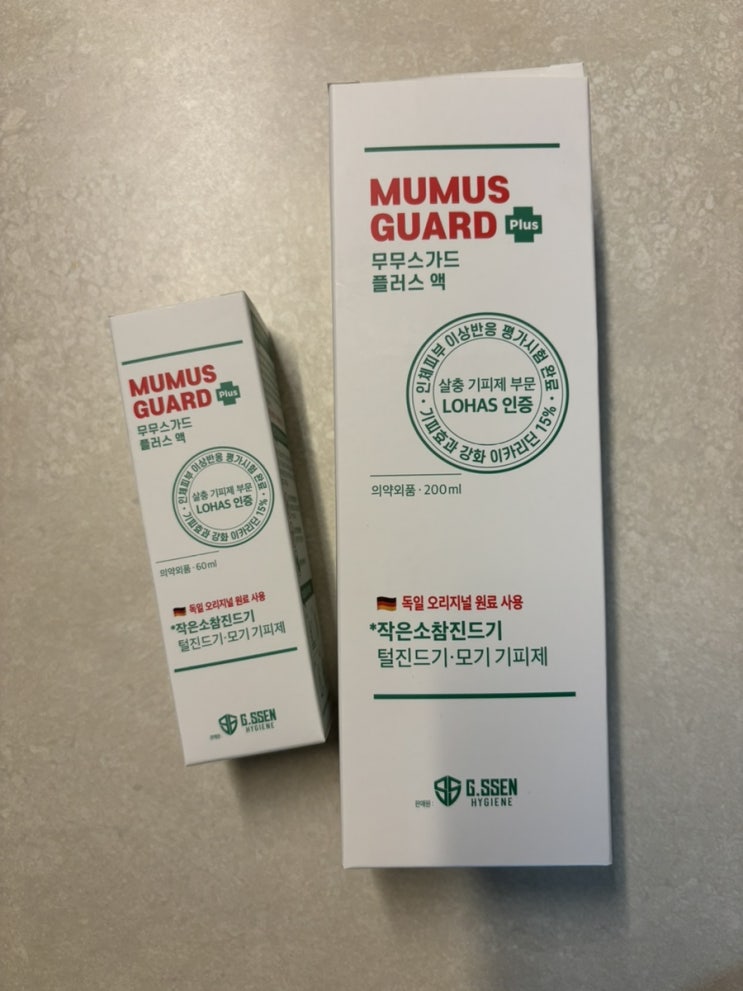 MUMUS
GUARD Plus
무무스가드
플러스 액
인체피부 이상반응 평가시험 완료
살충 기피제 부문
LOHAS 인증
기피효과 강화 이카리딘 15%
의약외품 · 60ml
독일 오리지널 원료 사용
*작은소참진드기
털진드기·모기 기피제
판매원
G.SSEN
HYGIENE
MUMUS
GUARD Plus
무무스가드
플러스 액
인체피부 이상반응 평가시험 완료
살충 기피제 부문
LOHAS 인증
기피효과 강화 이카리딘 15%
의약외품 · 200ml
독일 오리지널 원료 사용
*작은소참진드기
털진드기·모기 기피제
판매원 :
G.SSEN
HYGIENE